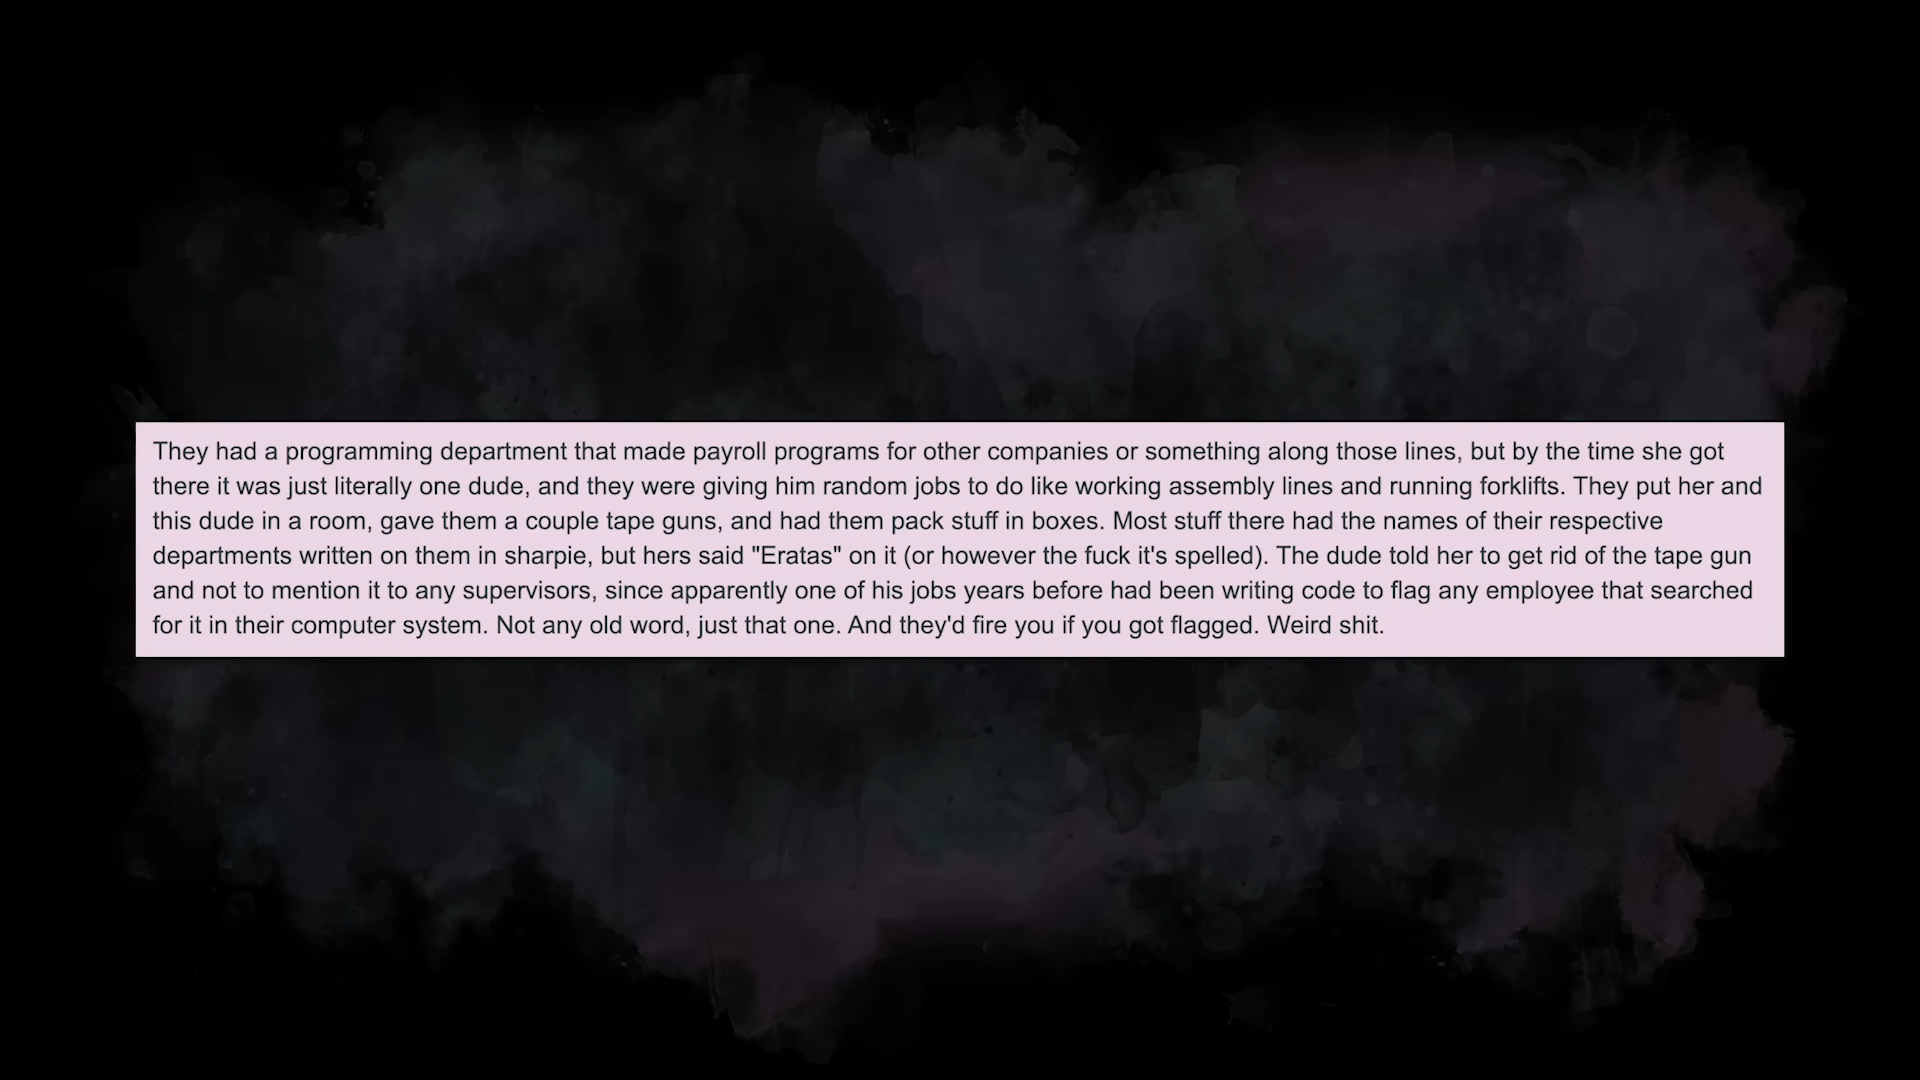 They had a programming department that made payroll programs for other companies or something along those lines, but by the time she got
there it was just literally one dude, and they were giving him random jobs to do like working assembly lines and running forklifts. They put her and
this dude in a room, gave them a couple tape guns, and had them pack stuff in boxes. Most stuff there had the names of their respective
departments written on them in sharpie, but hers said "Eratas" on it (or however the fuck it's spelled). The dude told her to get rid of the tape gun
and not to mention it to any supervisors, since apparently one of his jobs years before had been writing code to flag any employee that searched
for it in their computer system. Not any old word, just that one. And they'd fire you if you got flagged. Weird shit.